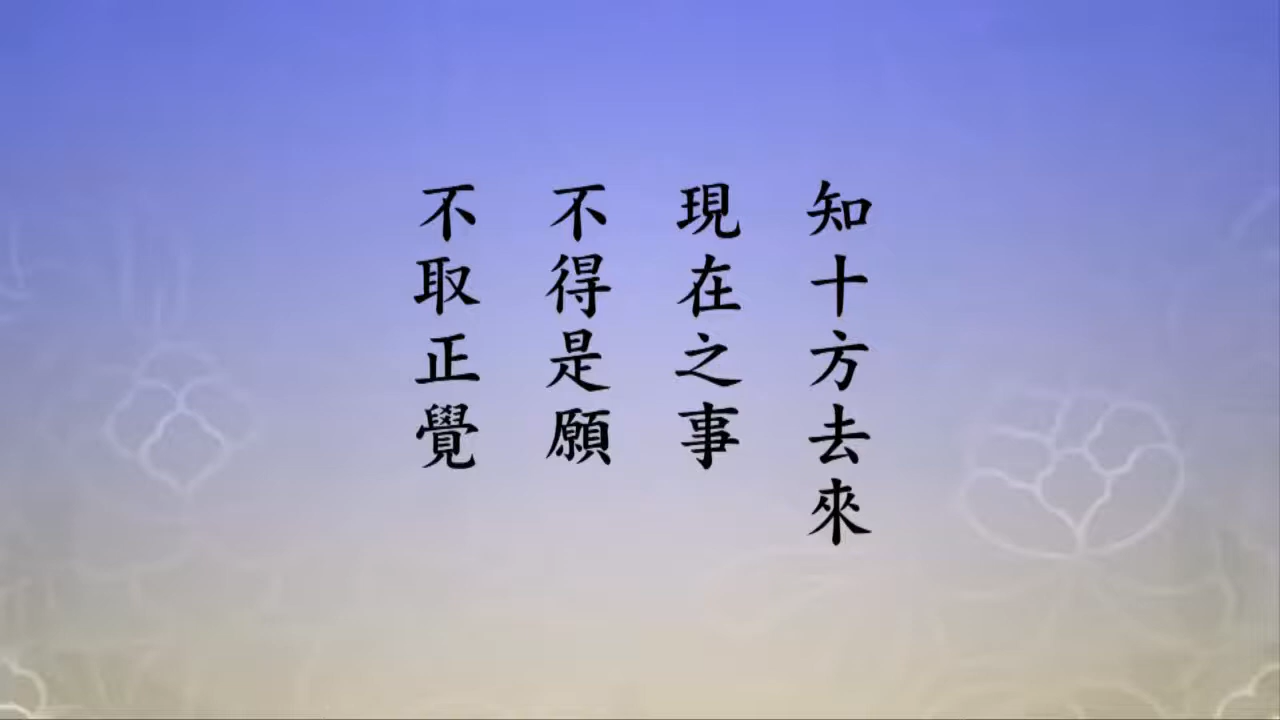 知十方去來
現在之事
不得是願
不取正覺